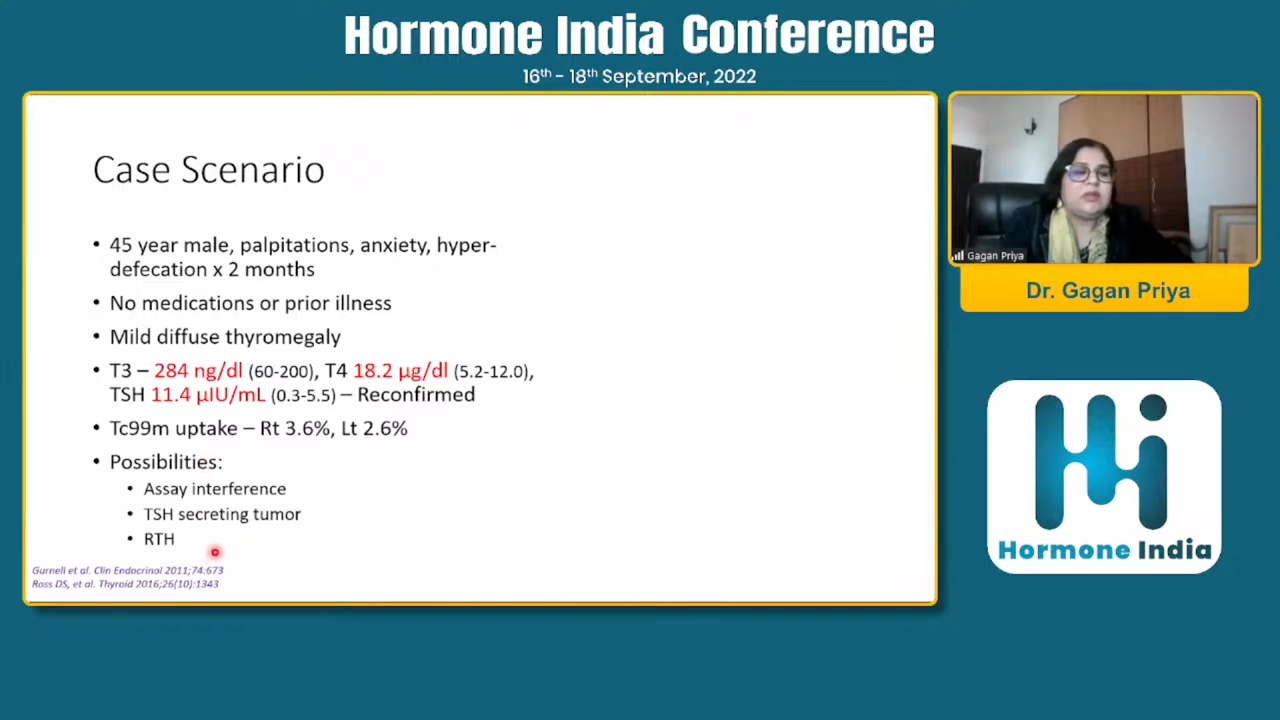 Hormone India Conference
16th - 18th September, 2022
Case Scenario
• 45 year male, palpitations, anxiety, hyper-
defecation x 2 months
• No medications or prior illness
• Mild diffuse thyromegaly
• T3 – 284 ng/dl (60-200), T4 18.2 µg/dl (5.2-12.0),
TSH 11.4 µIU/mL (0.3-5.5) – Reconfirmed
• Tc99m uptake – Rt 3.6%, Lt 2.6%
• Possibilities:
• Assay interference
• TSH secreting tumor
• RTH
Gurnell et al. Clin Endocrinol 2011;74:673
Ross DS, et al. Thyroid 2016;26(10):1343
Gagan Priya
Dr. Gagan Priya
Hi
Hormone India